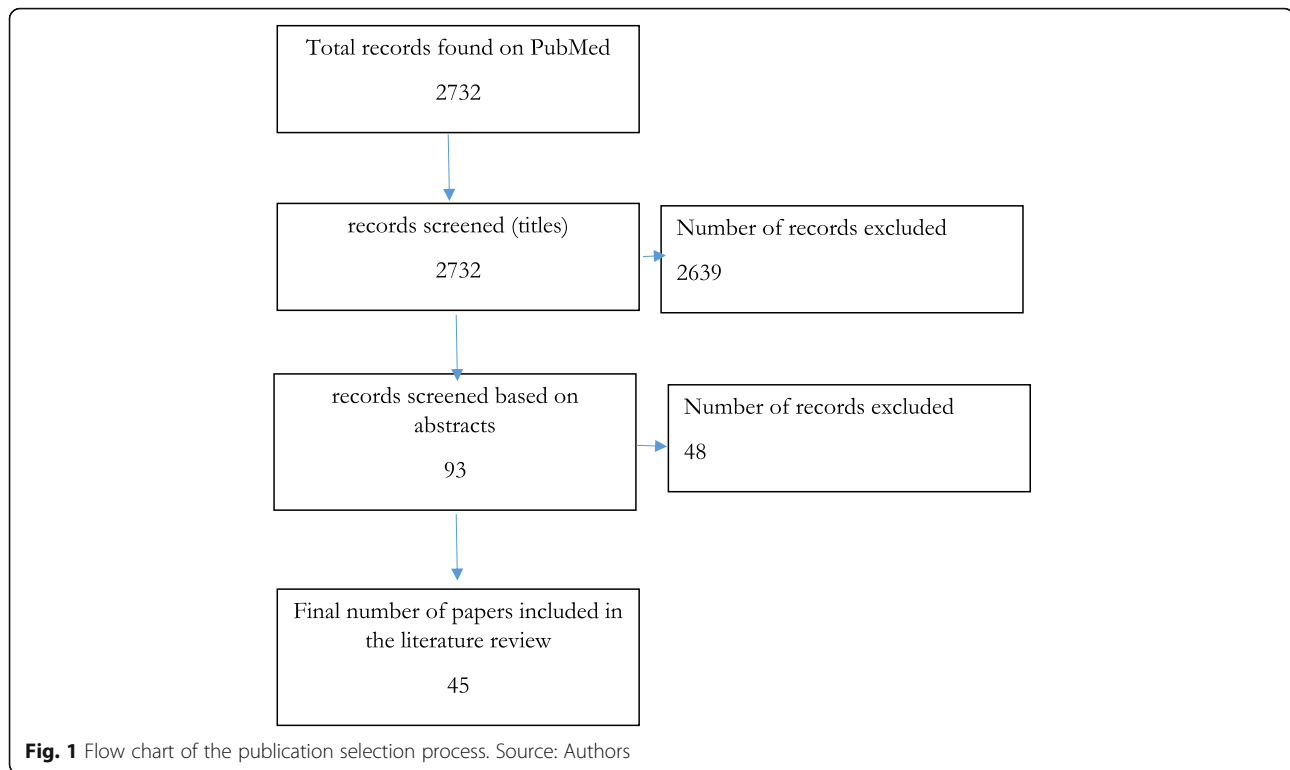 Total records found on PubMed
2732
records screened (titles)
2732
Number of records excluded
2639
records screened based on
abstracts
93
Number of records excluded
48
Final number of papers included in
the literature review
45
Fig. 1 Flow chart of the publication selection process. Source: Authors